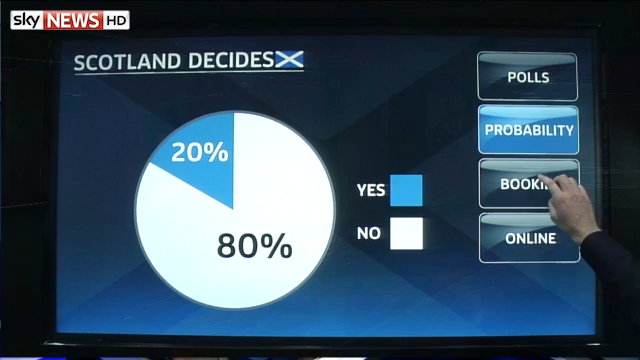 sky NEWS HD
SCOTLAND DECIDES
POLLS
PROBABILITY
20%
YES
NO
80%
ONLINE